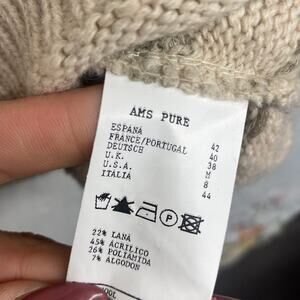 AMS PURE
ESPAÑA 42
FRANCE/PORTUGAL 40
DEUTSCH 38
U.K. M
U.S.A. 8
ITALIA 44
P
22% LANA
45% ACRILICO
26% POLIAMIDA
7% ALGODON